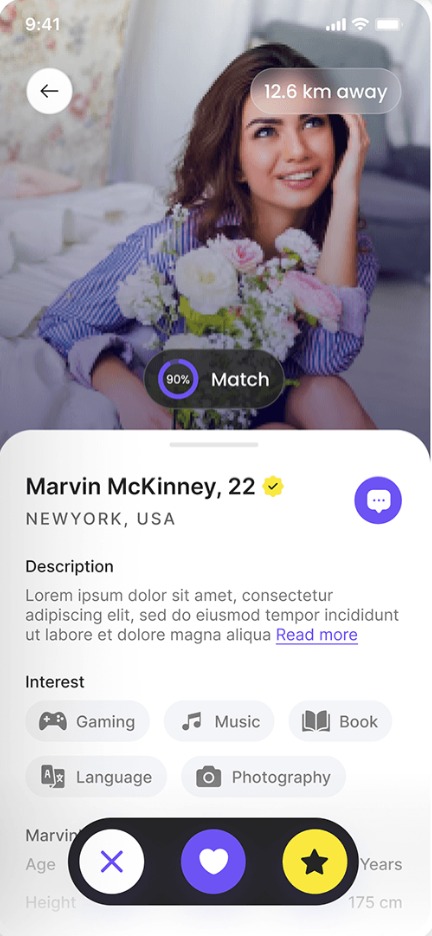 9:41
12.6 km away
90% Match
Marvin McKinney, 22
NEWYORK, USA
Description
Lorem ipsum dolor sit amet, consectetur
adipiscing elit, sed do eiusmod tempor incididunt
ut labore et dolore magna aliqua Read more
Interest
Gaming Music Book
Language Photography
Age Years
Height 175 cm